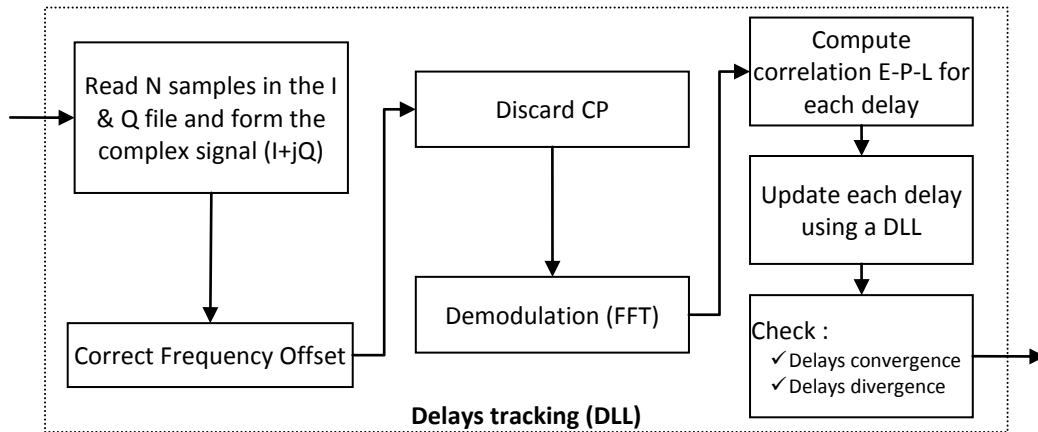 Read N samples in the I
& Q file and form the
complex signal (I+jQ)
Correct Frequency Offset
Discard CP
Demodulation (FFT)
Compute
correlation E-P-L for
each delay
Update each delay
using a DLL
Check :
✓ Delays convergence
✓ Delays divergence
Delays tracking (DLL)